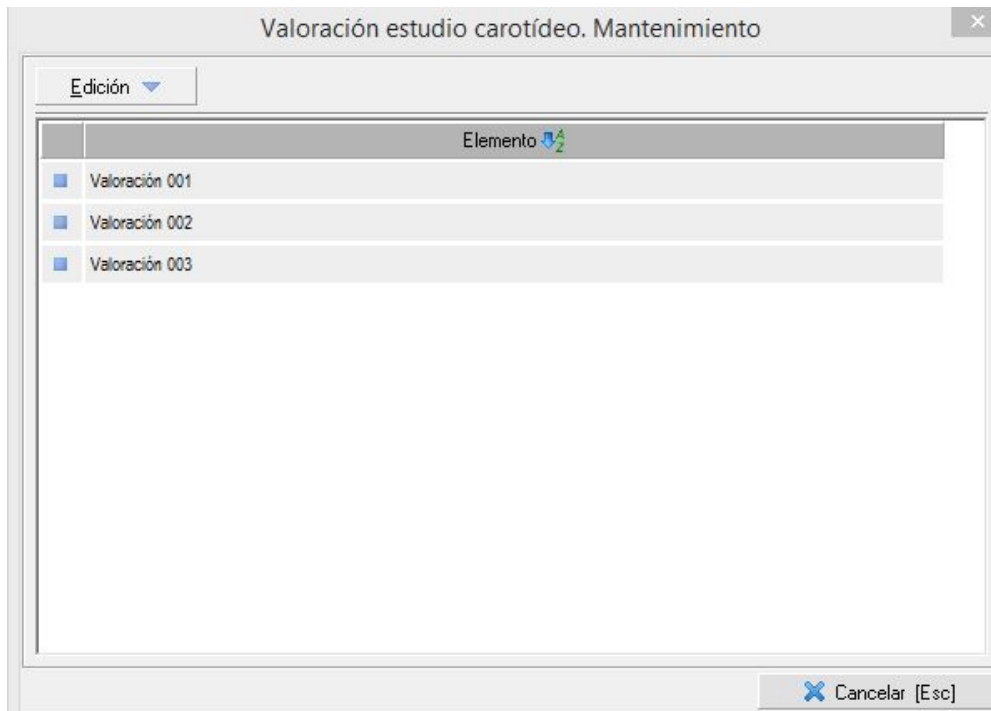 Valoración estudio carotídeo. Mantenimiento
Edición
Elemento
Valoración 001
Valoración 002
Valoración 003
Cancelar [Esc]